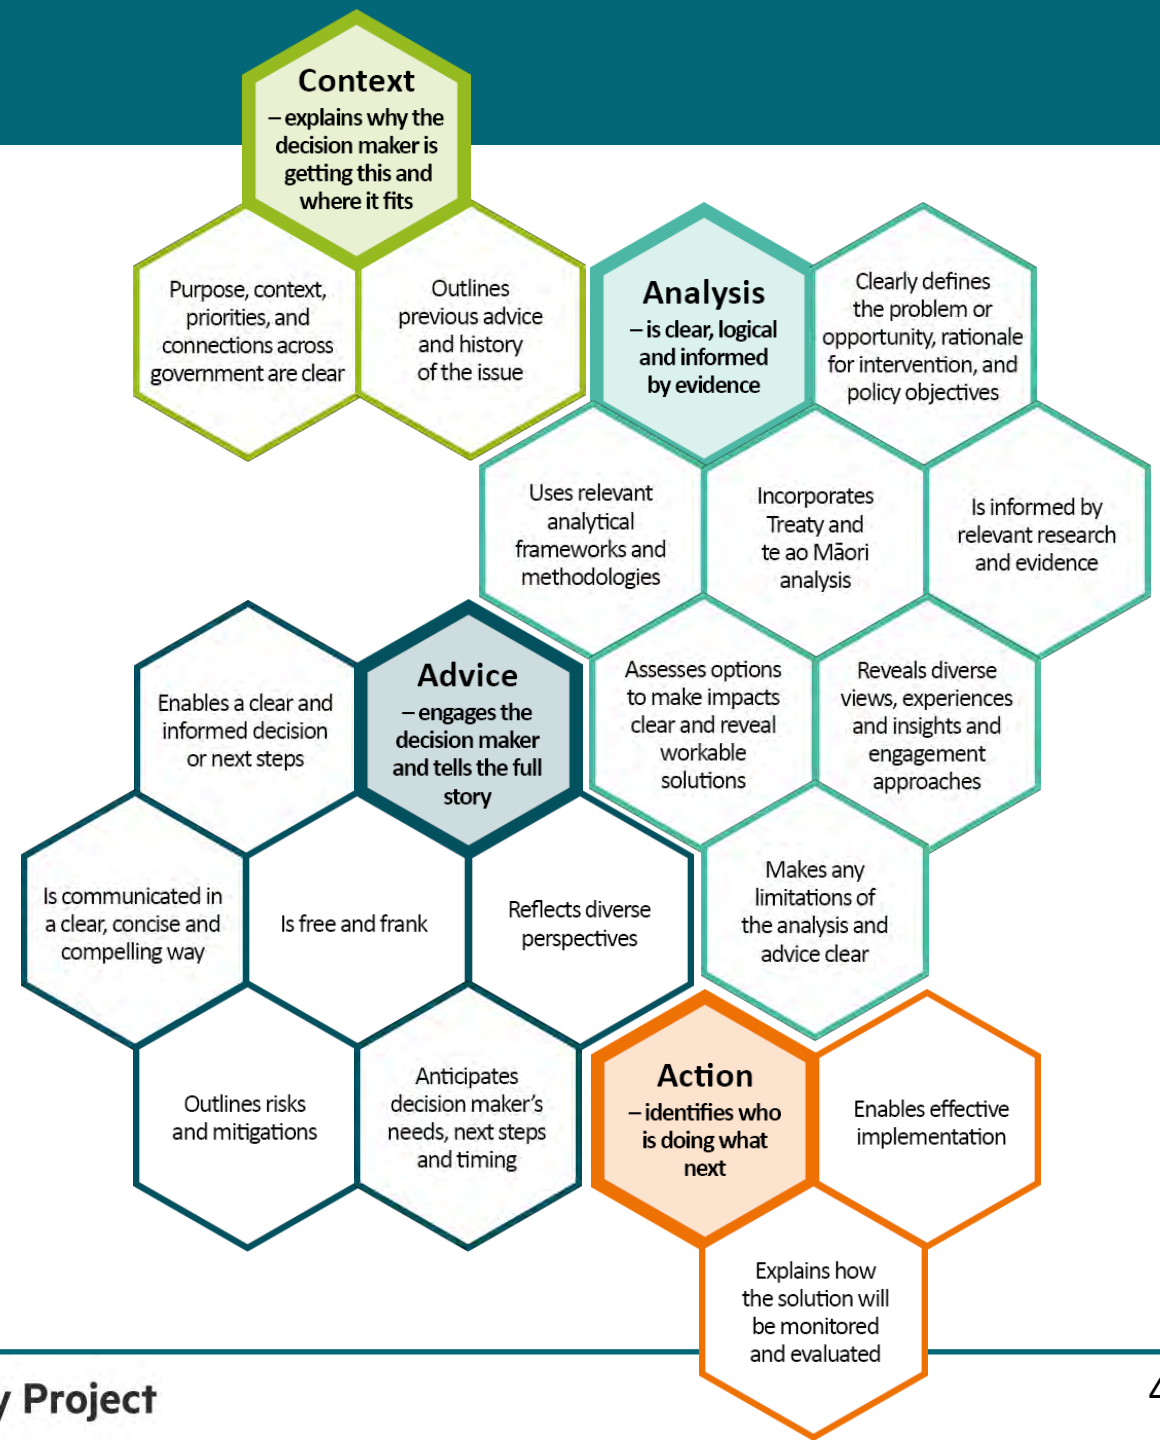 Context
– explains why the
decision maker is
getting this and
where it fits
Purpose, context,
priorities, and
connections across
government are clear
Outlines
previous advice
and history
of the issue
Analysis
– is clear, logical
and informed
by evidence
Clearly defines
the problem or
opportunity, rationale
for intervention, and
policy objectives
Uses relevant
analytical
frameworks and
methodologies
Incorporates
Treaty and
te ao Māori
analysis
Is informed by
relevant research
and evidence
Assesses options
to make impacts
clear and reveal
workable
solutions
Reveals diverse
views, experiences
and insights and
engagement
approaches
Makes any
limitations of
the analysis and
advice clear
Advice
– engages the
decision maker
and tells the full
story
Enables a clear and
informed decision
or next steps
Is communicated in
a clear, concise and
compelling way
Is free and frank
Reflects diverse
perspectives
Outlines risks
and mitigations
Anticipates
decision maker’s
needs, next steps
and timing
Action
– identifies who
is doing what
next
Enables effective
implementation
Explains how
the solution will
be monitored
and evaluated
y Project
4